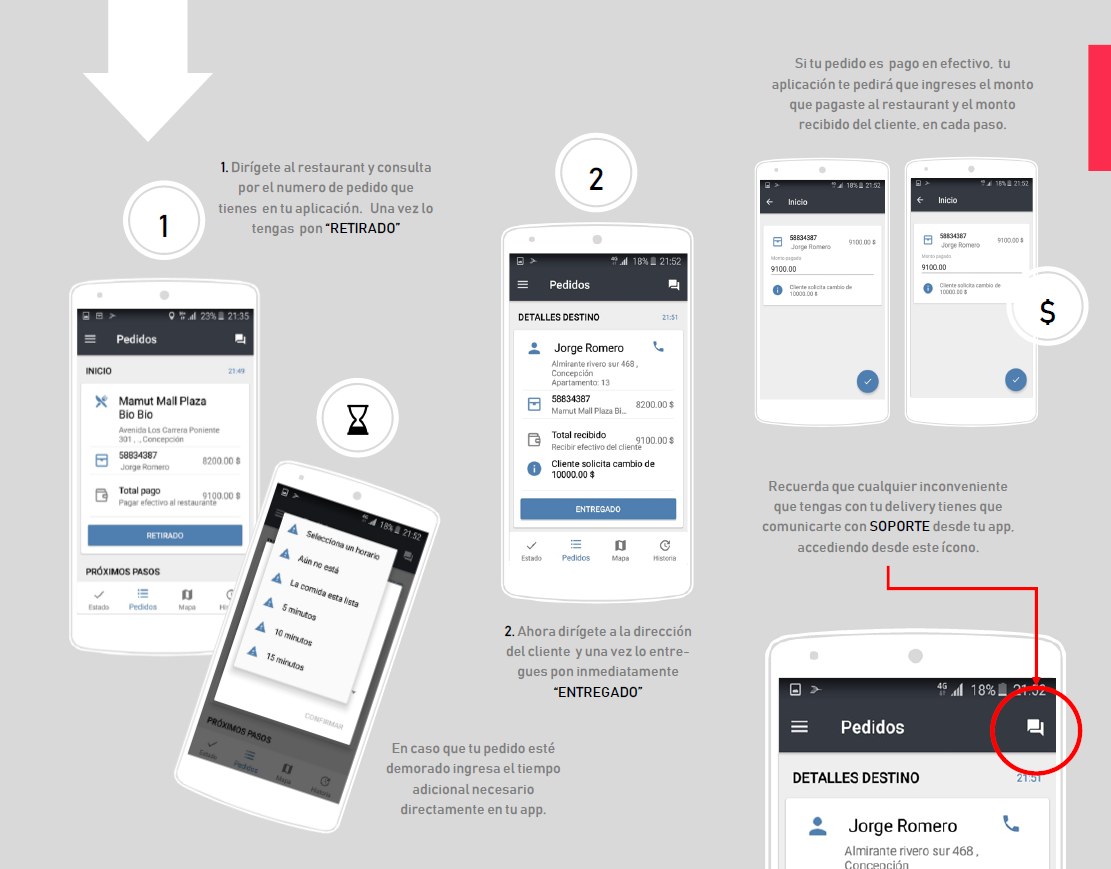 1
1. Dirígete al restaurant y consulta
por el numero de pedido que
tienes en tu aplicación. Una vez lo
tengas pon "RETIRADO"
23% 21:35
Pedidos
INICIO
21:49
Mamut Mall Plaza
Bio Bio
Avenida Los Carrera Poniente
301 , ., Concepción
58834387
8200.00 $
Jorge Romero
Total pago
9100.00 $
Pagar efectivo al restaurante
RETIRADO
PRÓXIMOS PASOS
Estado
Pedidos
Mapa
18% 21:52
Selecciona un horario
Aún no está
La comida esta lista
5 minutos
10 minutos
15 minutos
CONFIRMAR
PRÓXIMOS PASOS
Estado
Pedidos
Mapa
Historia
En caso que tu pedido esté
demorado ingresa el tiempo
adicional necesario
directamente en tu app.
2
4G 18% 21:52
Pedidos
DETALLES DESTINO
21:51
Jorge Romero
Almirante rivero sur 468 ,
Concepción
Apartamento: 13
58834387
8200.00 $
Mamut Mall Plaza Bi...
Total recibido
9100.00 $
Recibir efectivo del cliente
Cliente solicita cambio de
10000.00 $
ENTREGADO
Estado
Pedidos
Mapa
Historia
2. Ahora dirígete a la dirección
del cliente y una vez lo entre-
gues pon inmediatamente
"ENTREGADO"
Si tu pedido es pago en efectivo, tu
aplicación te pedirá que ingreses el monto
que pagaste al restaurant y el monto
recibido del cliente, en cada paso.
18% 21:52
Inicio
58834387
9100.00 $
Jorge Romero
Monto pagado
9100.00
Cliente solicita cambio de
10000.00 $
18% 21:52
Inicio
58834387
9100.00 $
Jorge Romero
Monto pagado
9100.00
Cliente solicita cambio de
10000.00 $
$
Recuerda que cualquier inconveniente
que tengas con tu delivery tienes que
comunicarte con SOPORTE desde tu app,
accediendo desde este ícono.
4G 18% 21:52
Pedidos
DETALLES DESTINO
21:51
Jorge Romero
Almirante rivero sur 468 ,
Concepción